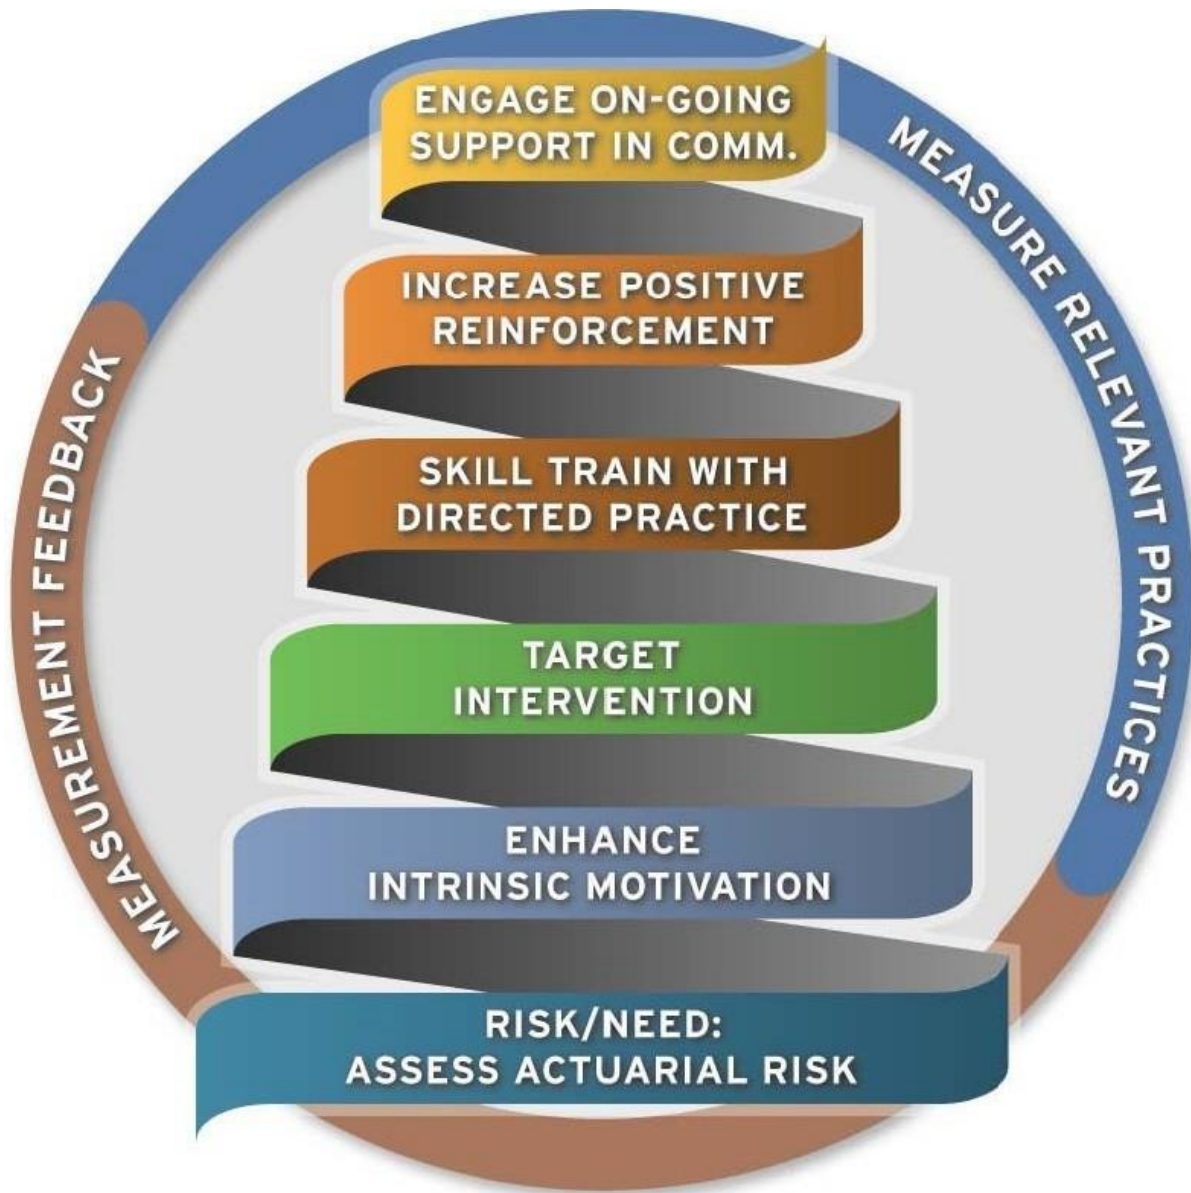 ENGAGE ON-GOING
SUPPORT IN COMM.
INCREASE POSITIVE
REINFORCEMENT
SKILL TRAIN WITH
DIRECTED PRACTICE
TARGET
INTERVENTION
ENHANCE
INTRINSIC MOTIVATION
RISK/NEED:
ASSESS ACTUARIAL RISK
MEASUREMENT FEEDBACK
MEASURE RELEVANT PRACTICES